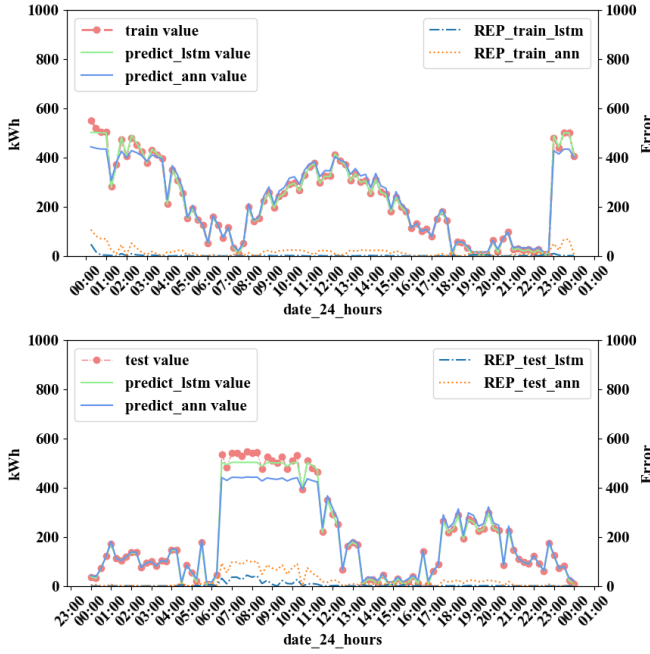 1000
800
600
400
200
0
kWh
train value
predict_lstm value
predict_ann value
REP_train_lstm
REP_train_ann
1000
800
600
400
200
0
Error
00:00 01:00 02:00 03:00 04:00 05:00 06:00 07:00 08:00 09:00 10:00 11:00 12:00 13:00 14:00 15:00 16:00 17:00 18:00 19:00 20:00 21:00 22:00 23:00 00:00 01:00
date_24_hours
1000
800
600
400
200
0
kWh
test value
predict_lstm value
predict_ann value
REP_test_lstm
REP_test_ann
1000
800
600
400
200
0
Error
23:00 00:00 01:00 02:00 03:00 04:00 05:00 06:00 07:00 08:00 09:00 10:00 11:00 12:00 13:00 14:00 15:00 16:00 17:00 18:00 19:00 20:00 21:00 22:00 23:00 00:00 01:00
date_24_hours